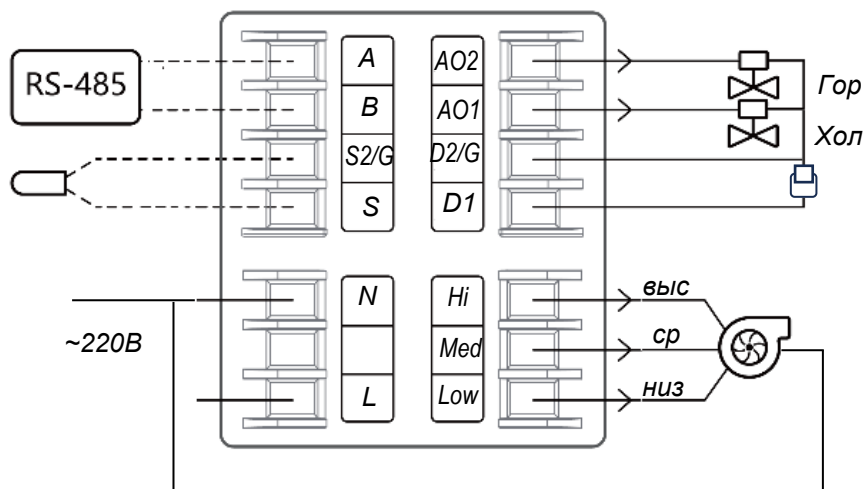 RS-485
A
B
S2/G
S
AO2
AO1
D2/G
D1
Гор
Хол
~220В
N
L
Hi
Med
Low
выс
ср
низ